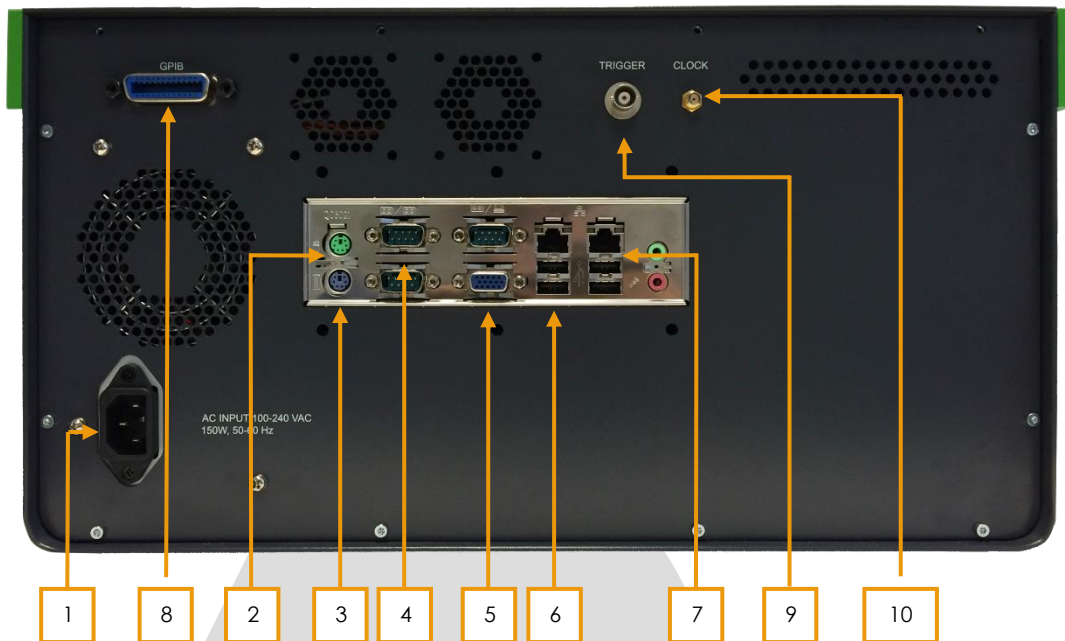 GPIB
TRIGGER CLOCK
AC INPUT 100-240 VAC
150W, 50-60 Hz
1 8 2 3 4 5 6 7 9 10